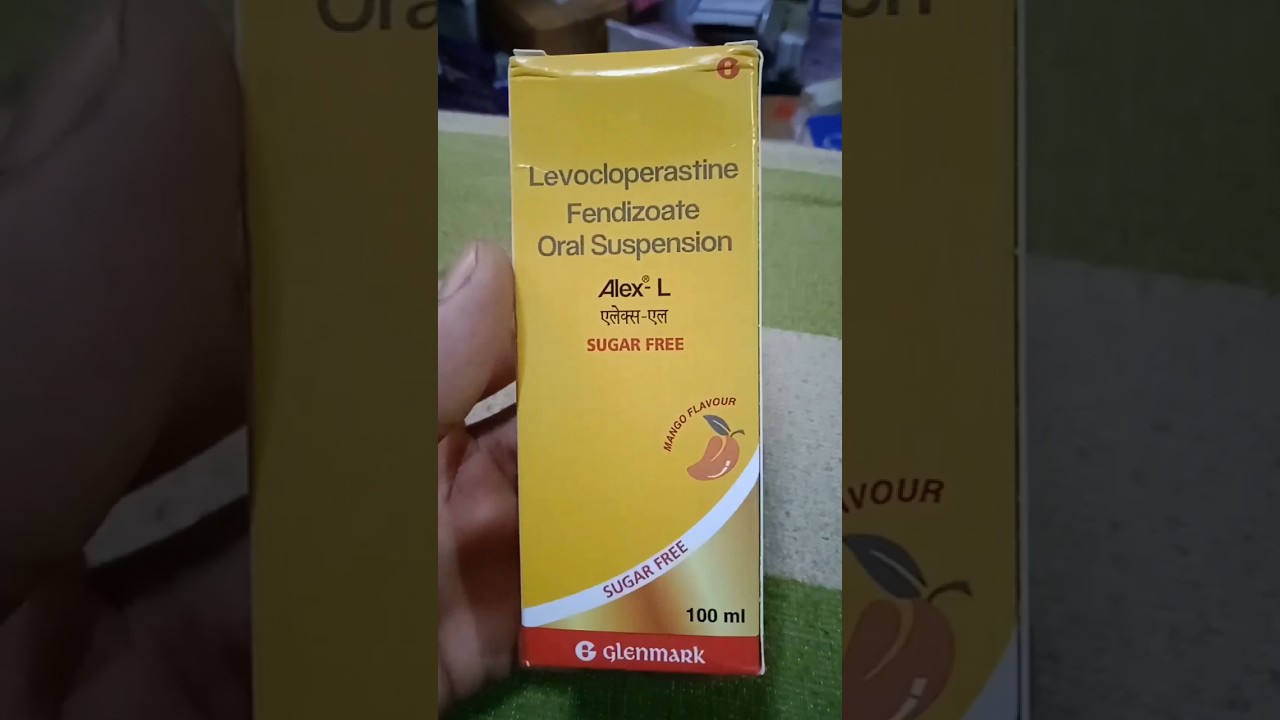 Levocloperastine
Fendizoate
Oral Suspension
Alex®- L
एलेक्स-एल
SUGAR FREE
MANGO FLAVOUR
SUGAR FREE
100 ml
GLENMARK